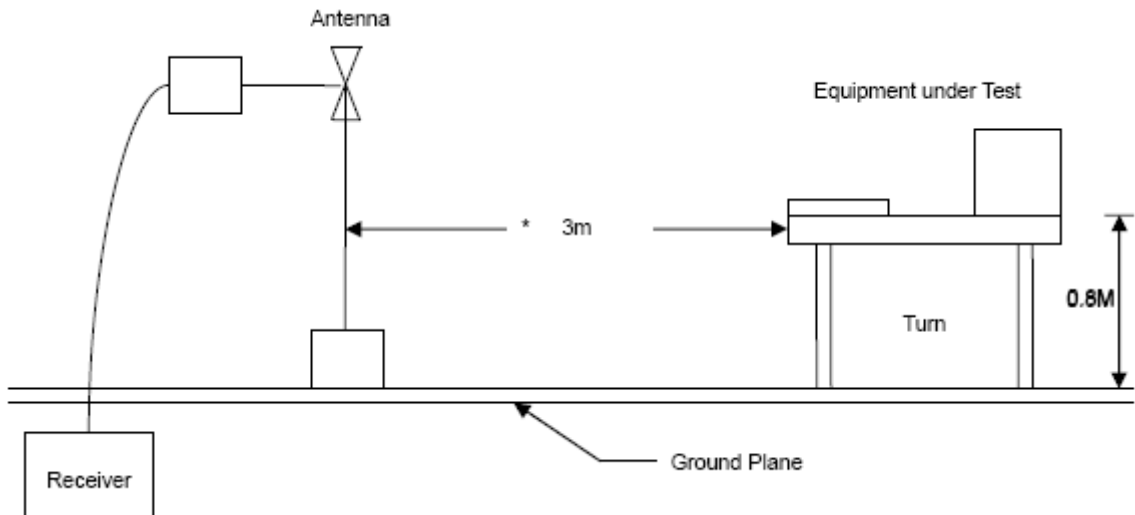 Antenna
Equipment under Test
* 3m
0.8M
Turn
Ground Plane
Receiver